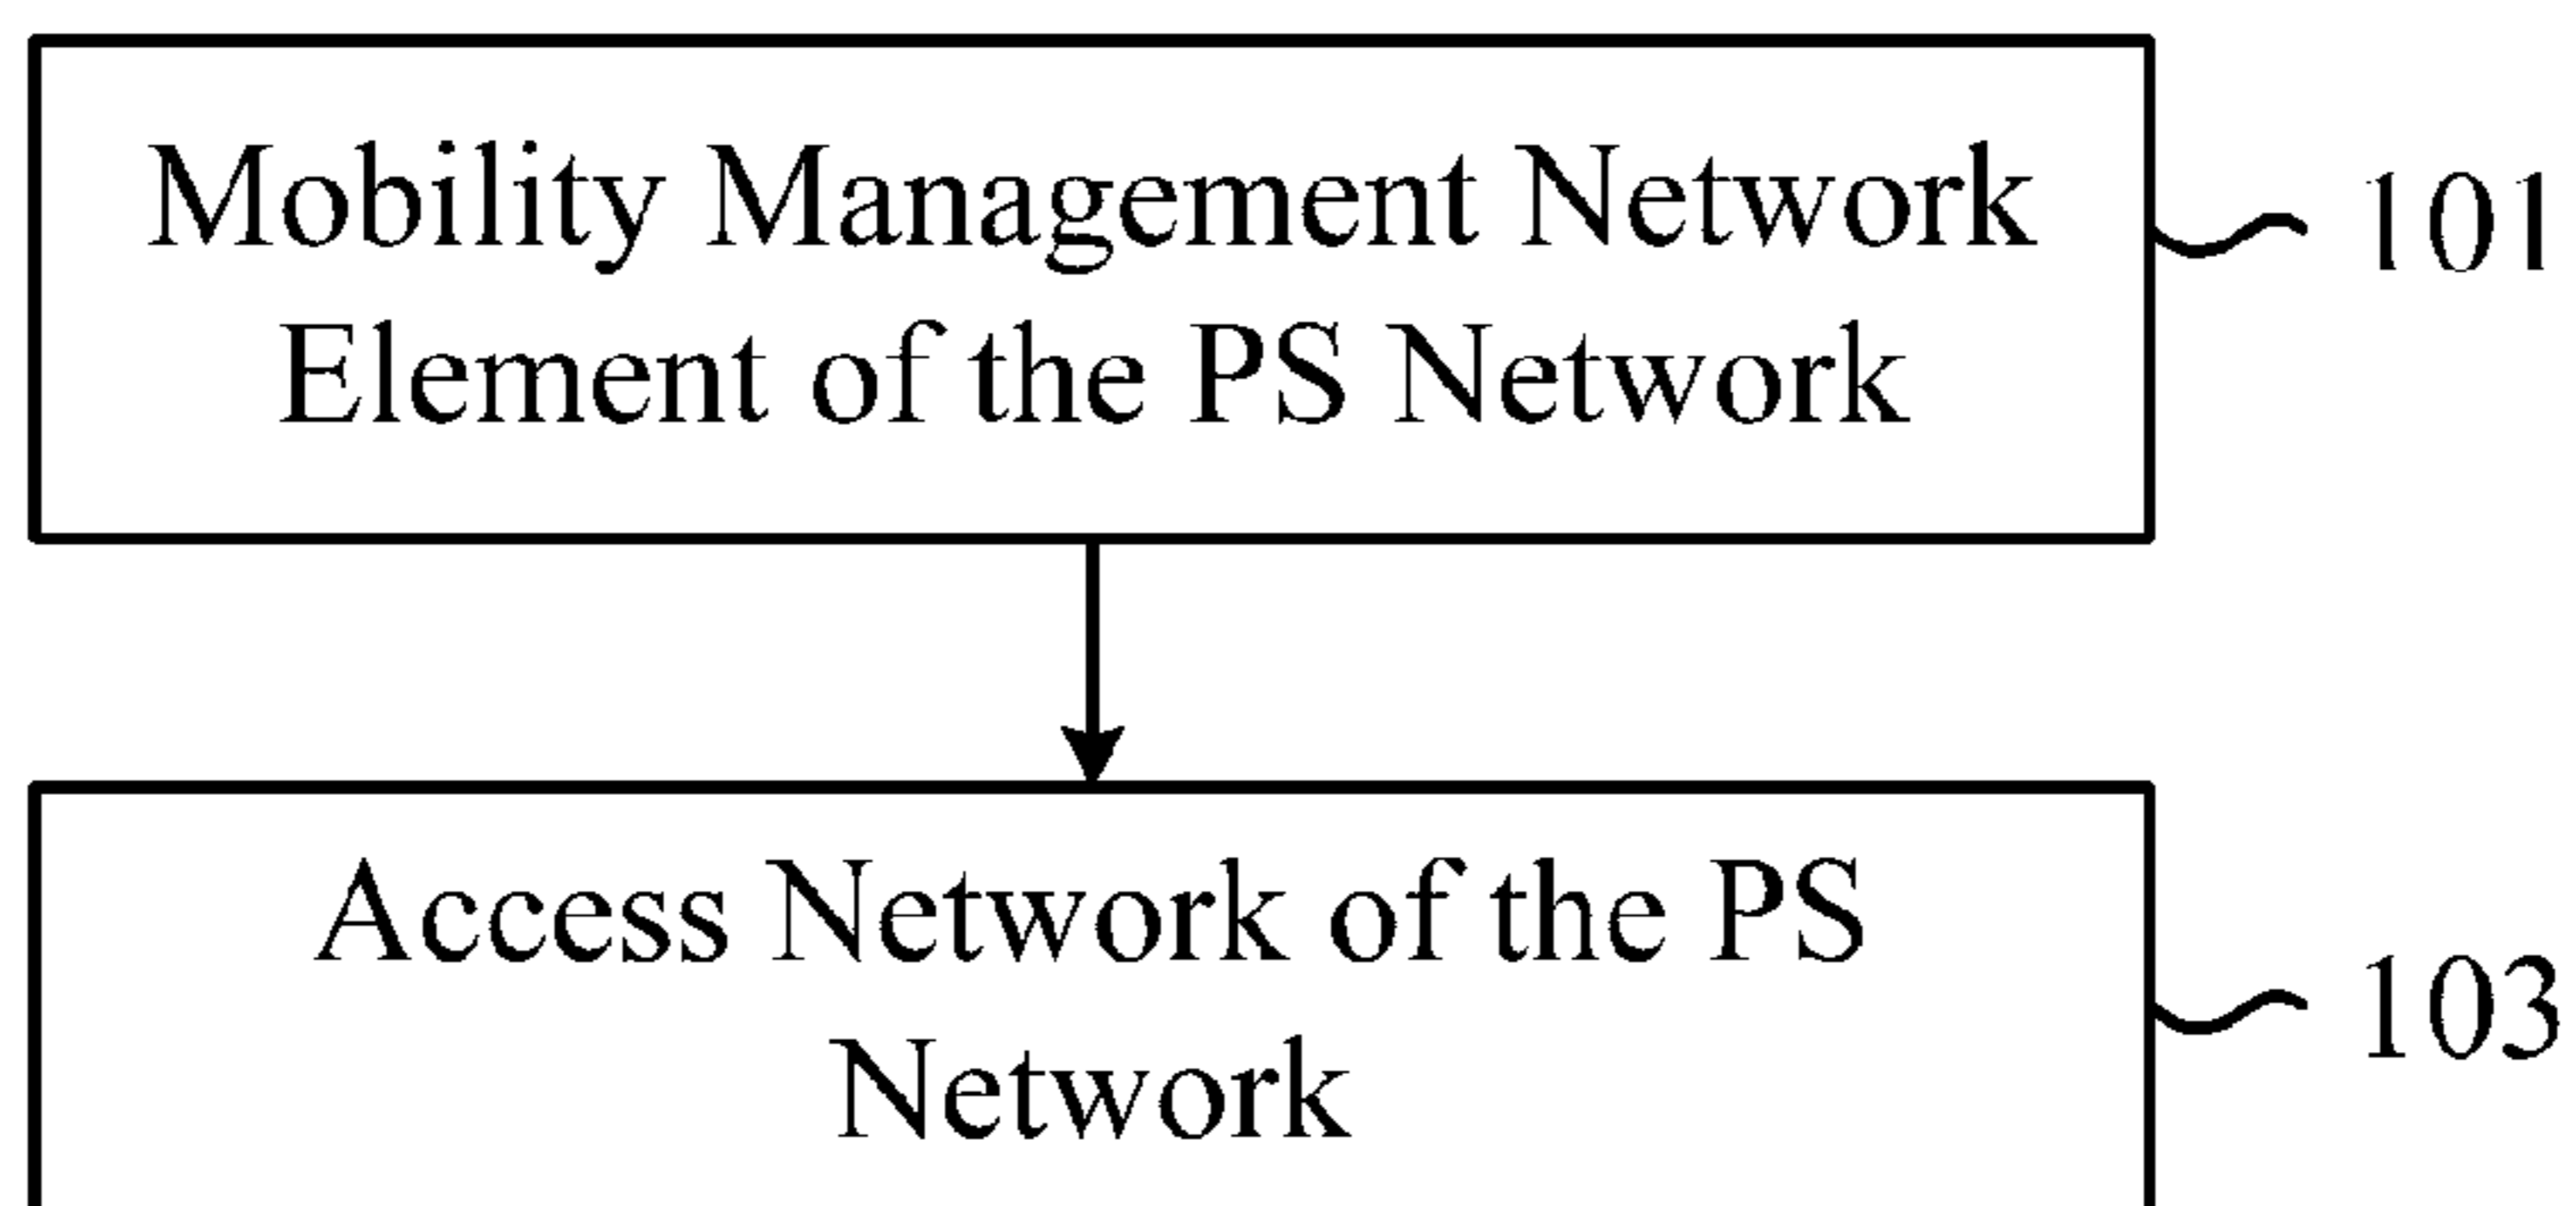 Mobility Management Network
Element of the PS Network
101
Access Network of the PS
Network
103